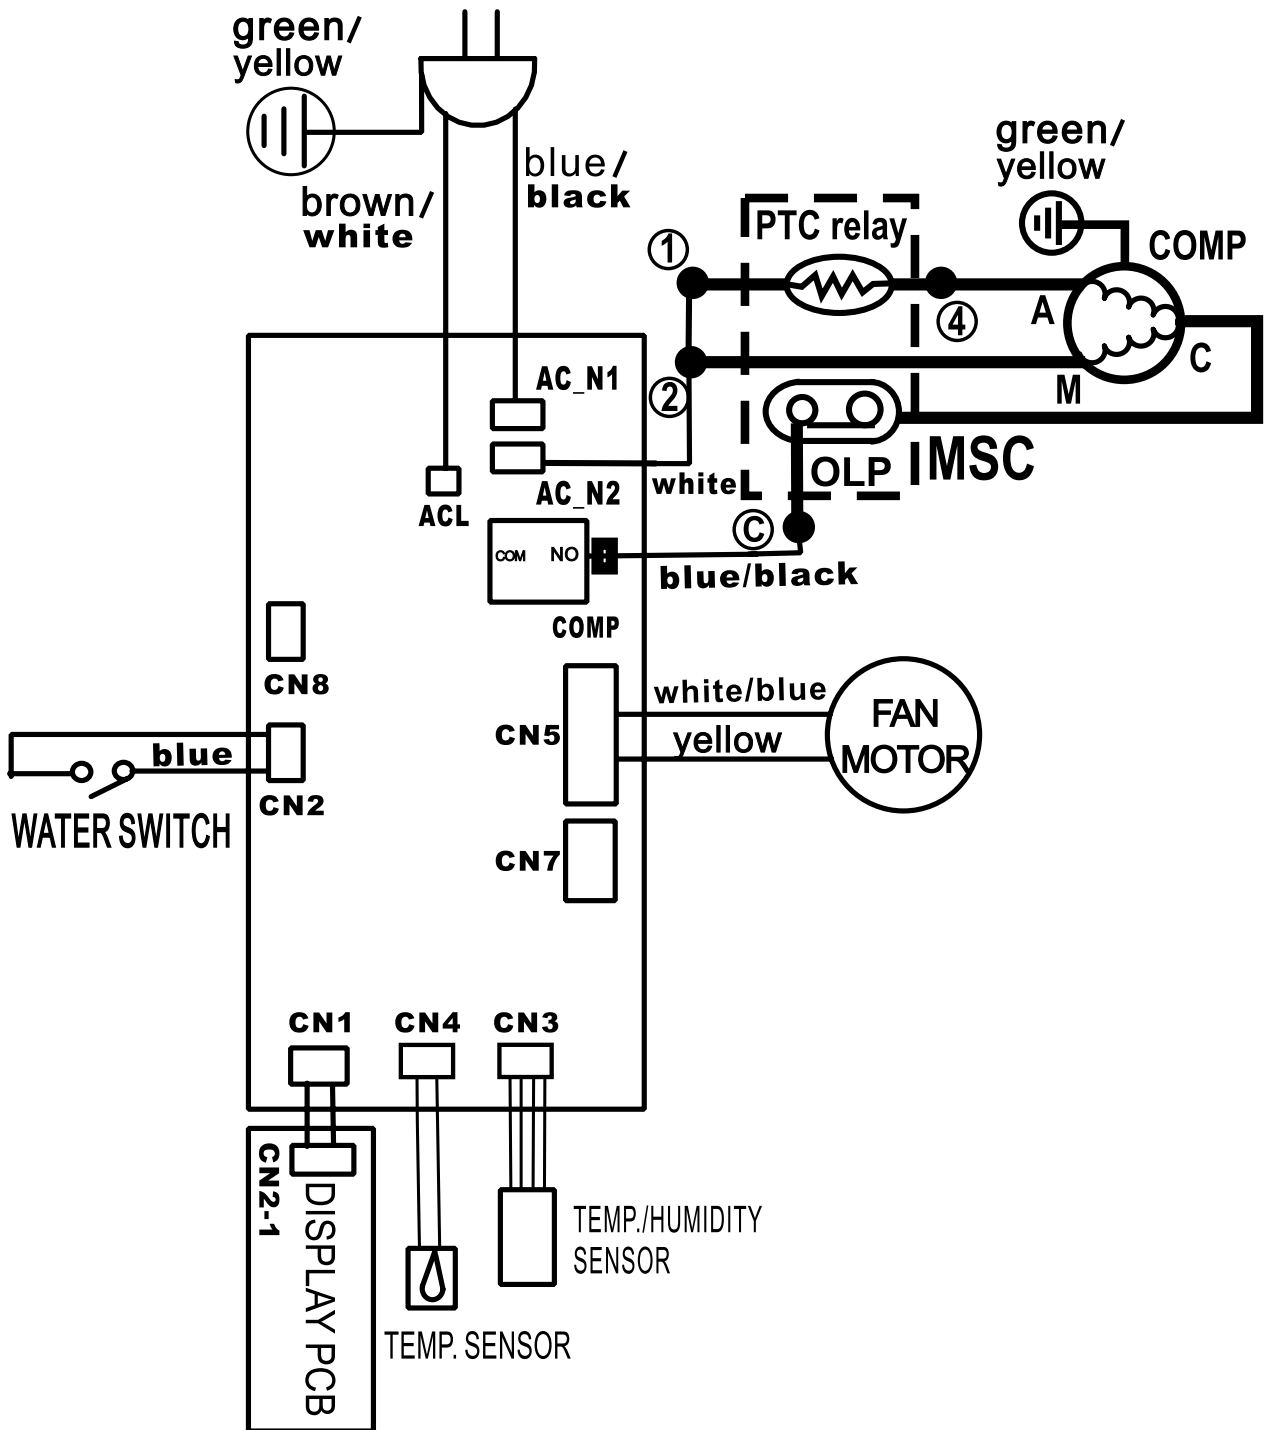 green/
yellow
brown/
white
blue/
black
green/
yellow
PTC relay
COMP
1
4
A
C
M
2
AC_N1
white
AC_N2
ACL
OLP
MSC
C
COM NO
blue/black
COMP
CN8
white/blue
yellow
CN5
FAN
MOTOR
blue
CN2
WATER SWITCH
CN7
CN1
CN4
CN3
CN2-1
DISPLAY PCB
TEMP./HUMIDITY
SENSOR
TEMP. SENSOR